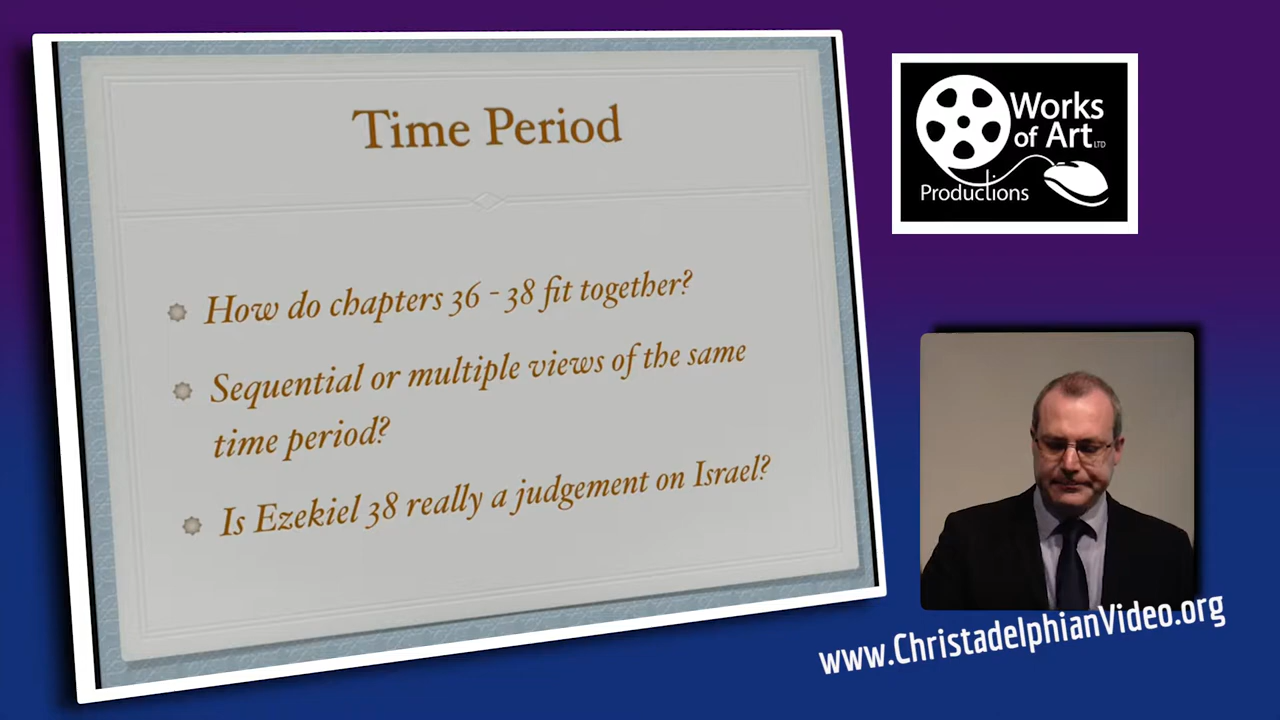 Time Period
How do chapters 36 - 38 fit together?
Sequential or multiple views of the same
time period?
Is Ezekiel 38 really a judgement on Israel?
Works
of Art LTD
Productions
www.ChristadelphianVideo.org